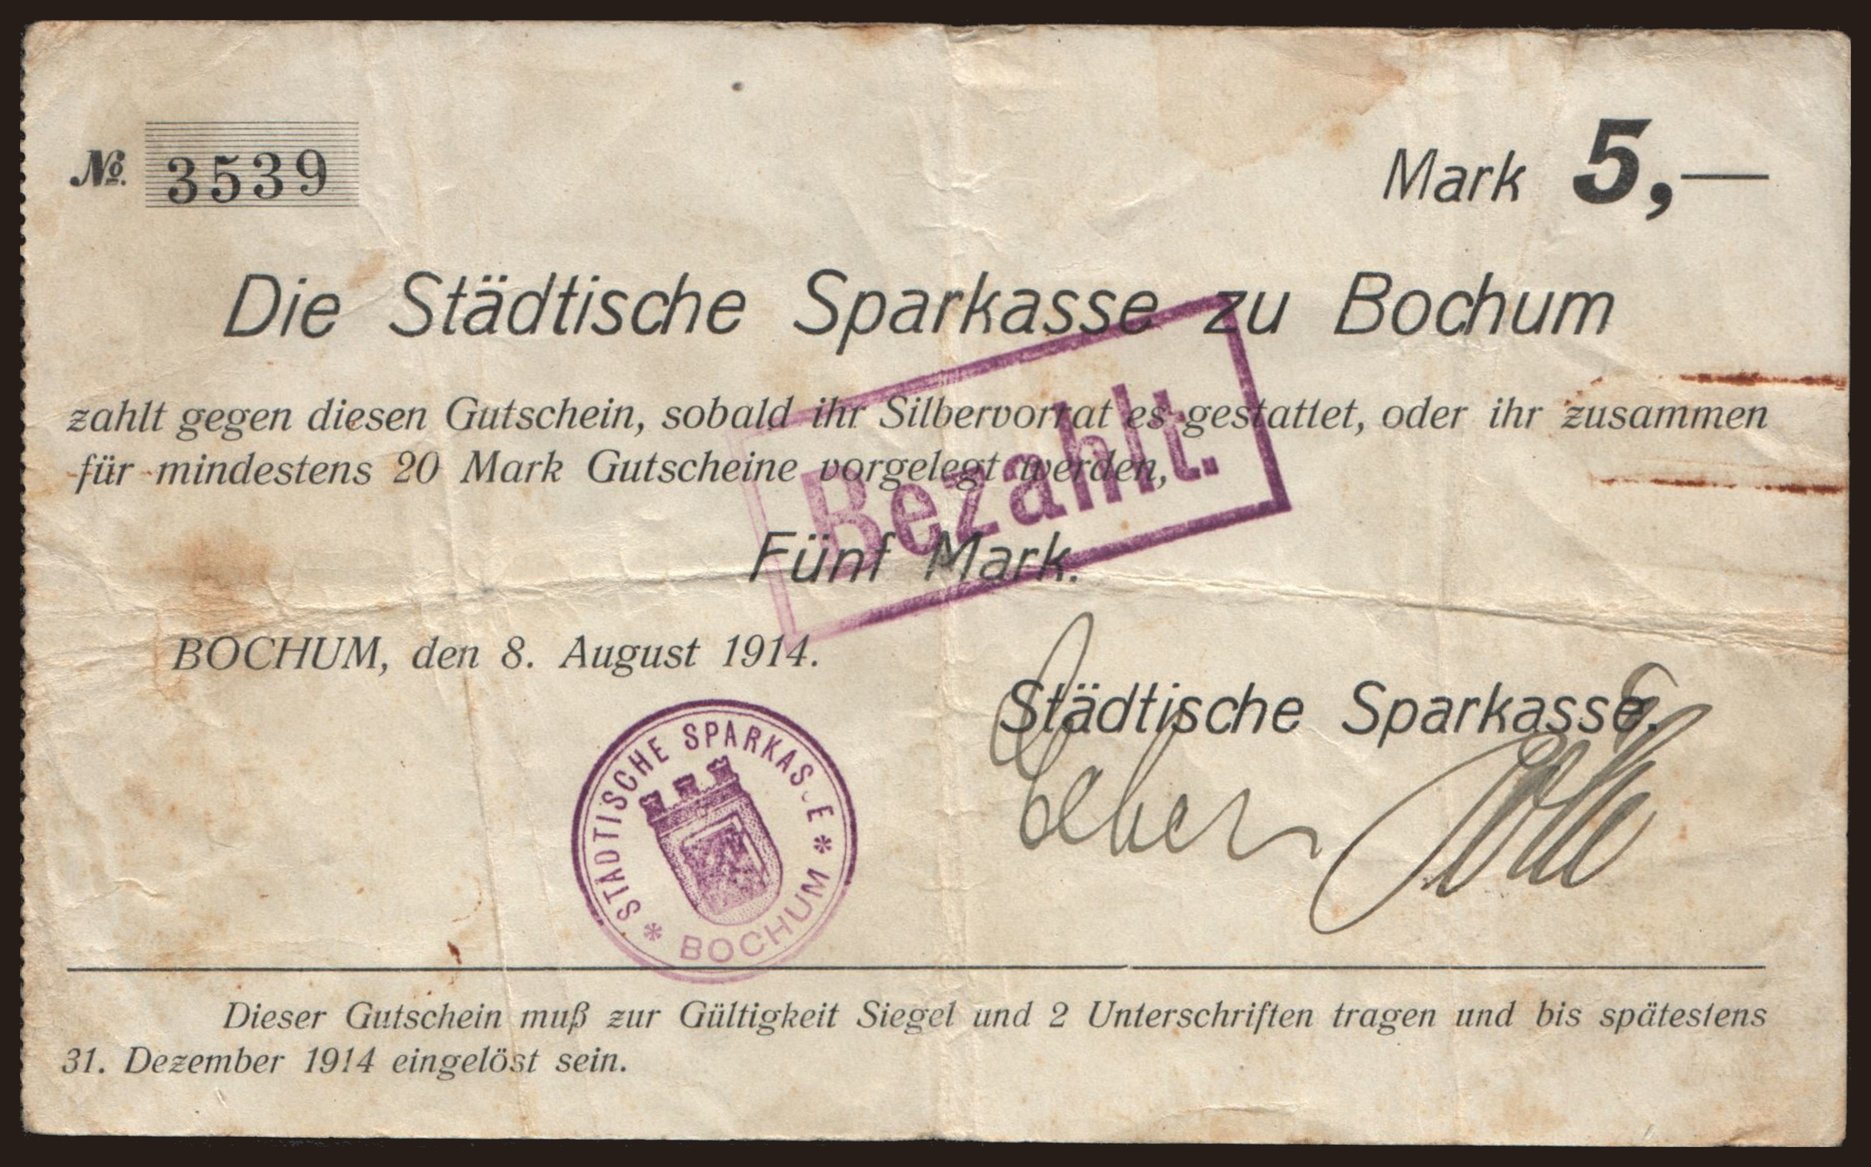 №. 3539
Mark 5,—
Die Städtische Sparkasse zu Bochum
zahlt gegen diesen Gutschein, sobald ihr Silbervorrat es gestattet, oder ihr zusammen
für mindestens 20 Mark Gutscheine vorgelegt werden,
Bezahlt.
Fünf Mark.
BOCHUM, den 8. August 1914.
Städtische Sparkasse.
* STÄDTISCHE SPARKASSE *
BOCHUM
Dieser Gutschein muß zur Gültigkeit Siegel und 2 Unterschriften tragen und bis spätestens
31. Dezember 1914 eingelöst sein.